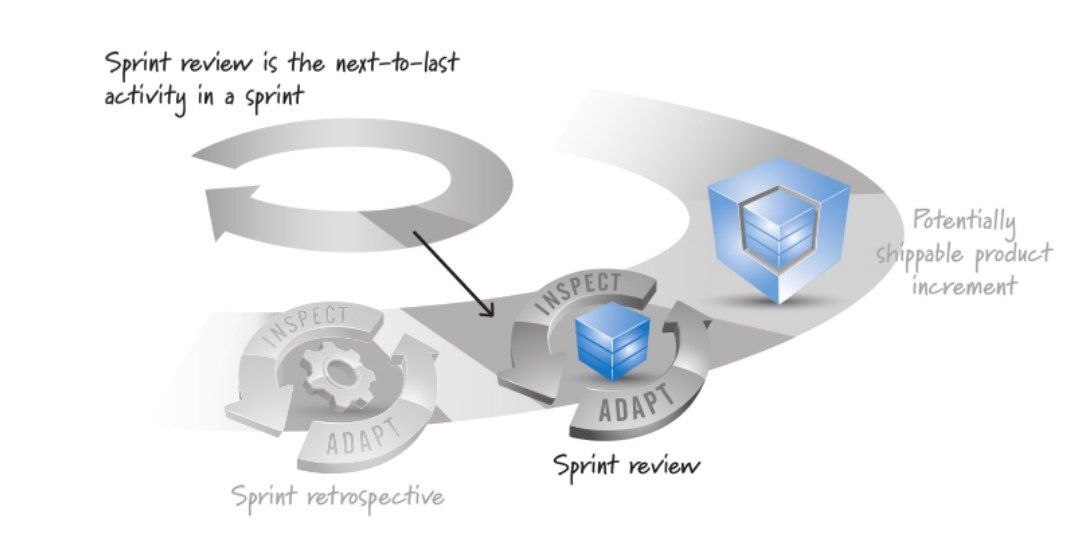 Sprint review is the next-to-last
activity in a sprint
Potentially
shippable product
increment
INSPECT
ADAPT
Sprint review
INSPECT
ADAPT
Sprint retrospective